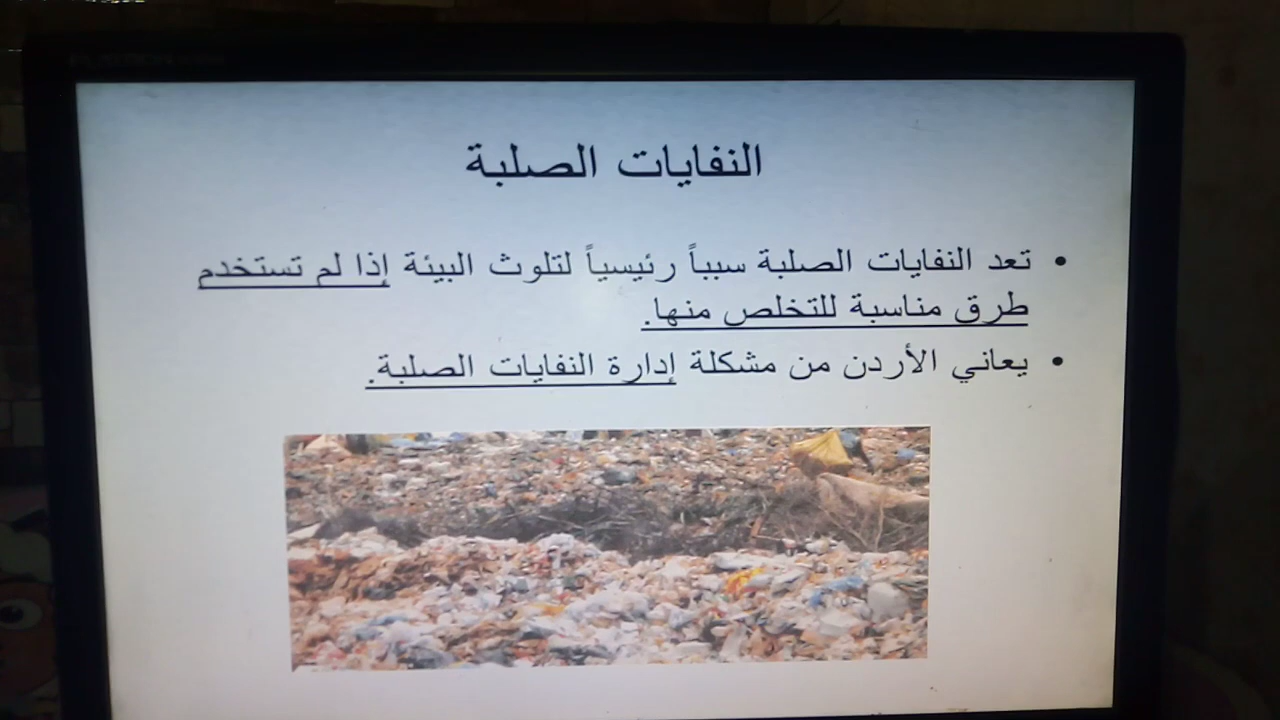 النفايات الصلبة
• تعد النفايات الصلبة سبباً رئيسياً لتلوث البيئة إذا لم تستخدم
طرق مناسبة للتخلص منها.
• يعاني الأردن من مشكلة إدارة النفايات الصلبة.